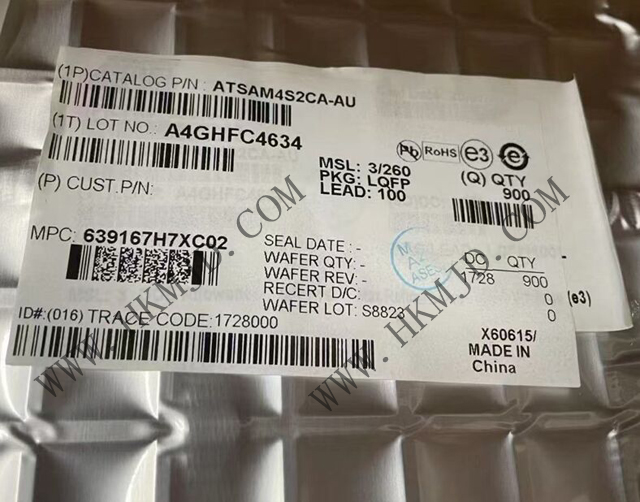 (1P)CATALOG P/N : ATSAM4S2CA-AU
(1T) LOT NO.: A4GHFC4634
Pb RoHS e3 e
MSL: 3/260
PKG: LQFP
LEAD: 100
(Q) QTY
900
(P) CUST.P/N:
MPC: 639167H7XC02
SEAL DATE : -
WAFER QTY: -
WAFER REV: -
RECERT D/C:
WAFER LOT: S8823
DC QTY
1728 900
0
0
(e3)
ID#:(016) TRACE CODE:1728000
X60615/
MADE IN
China
WWW.HKMJD.COM
WWW.HKMJD.COM